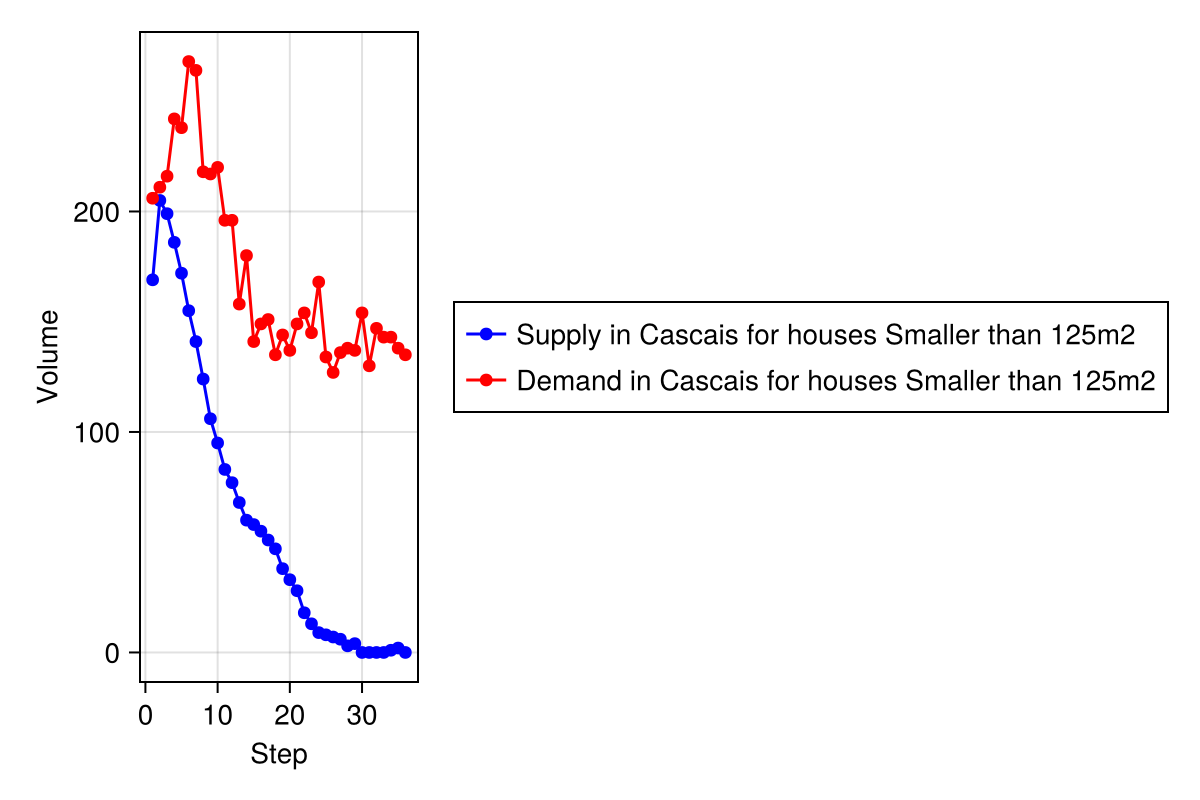 Volume
200
100
0
0 10 20 30
Step
Supply in Cascais for houses Smaller than 125m2
Demand in Cascais for houses Smaller than 125m2